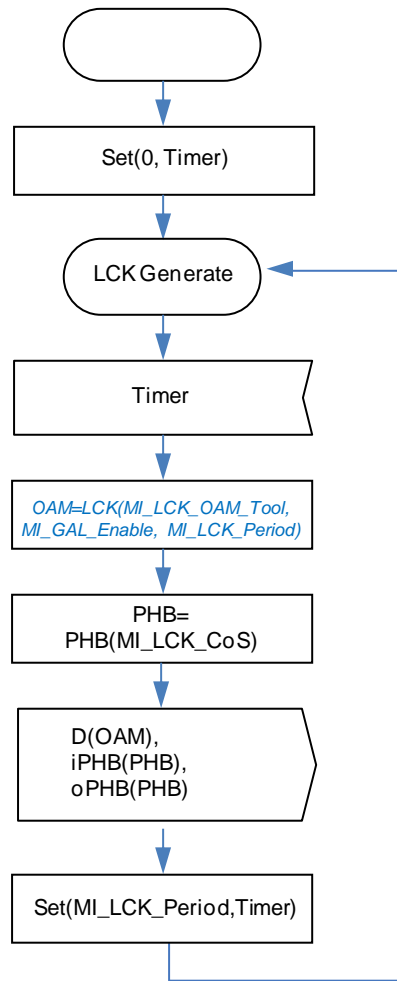 Set(0, Timer)
LCK Generate
Timer
OAM=LCK(MI_LCK_OAM_Tool,
MI_GAL_Enable, MI_LCK_Period)
PHB=
PHB(MI_LCK_CoS)
D(OAM),
iPHB(PHB),
oPHB(PHB)
Set(MI_LCK_Period,Timer)